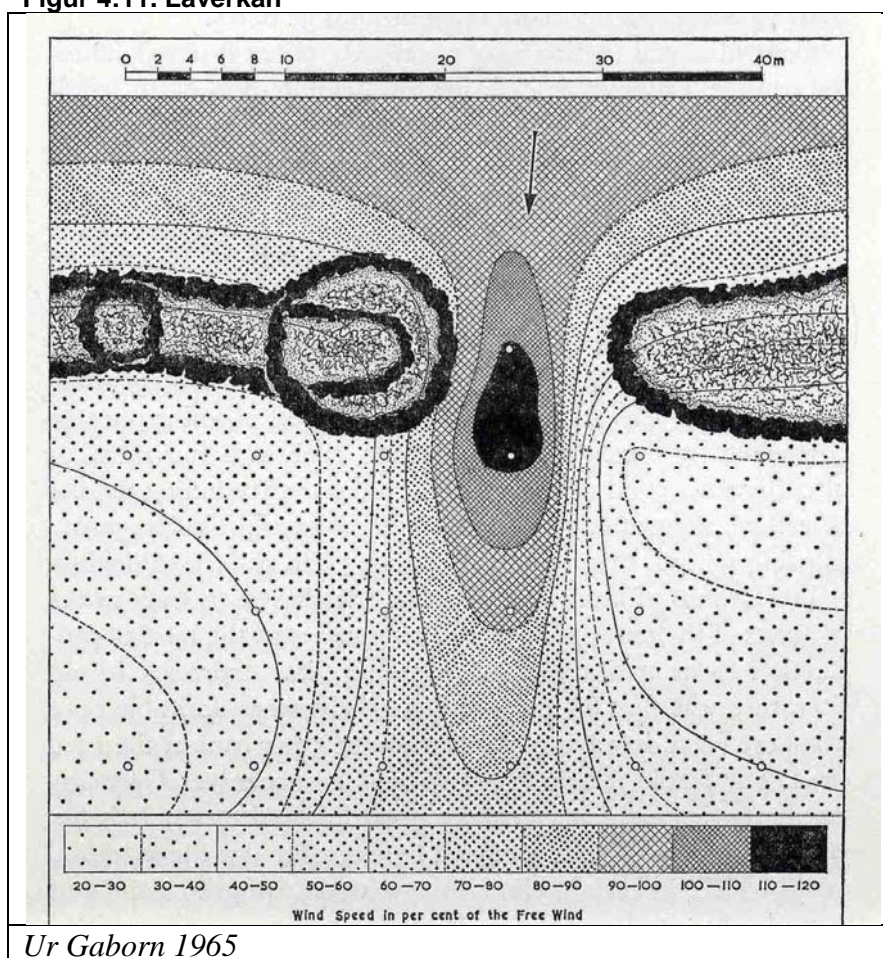 Figur 4.11: Läverkan
0 2 4 6 8 10 20 30 40m
20-30 30-40 40-50 50-60 60-70 70-80 80-90 90-100 100-110 110-120
Wind Speed in per cent of the Free Wind
Ur Gaborn 1965